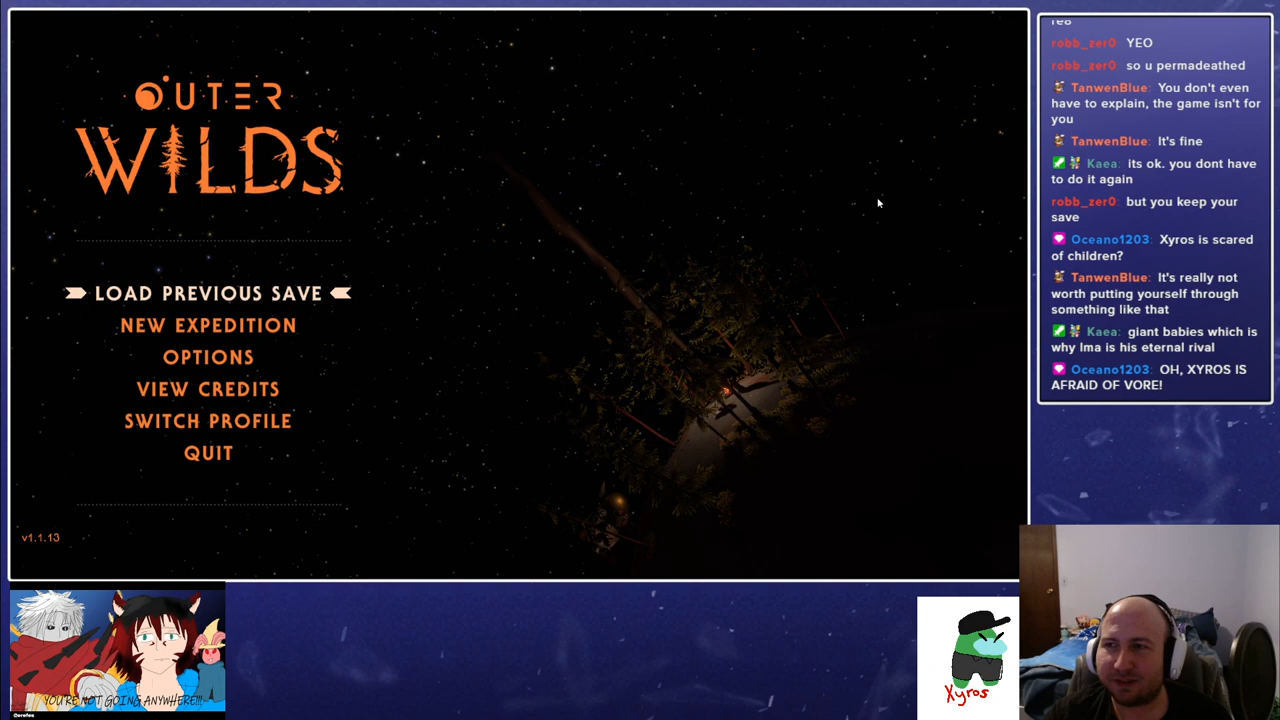 OUTER
WILDS
LOAD PREVIOUS SAVE
NEW EXPEDITION
OPTIONS
VIEW CREDITS
SWITCH PROFILE
QUIT
v1.1.13
robb_zer0: YEO
robb_zer0: so u permadeathed
TanwenBlue: You don't even
have to explain, the game isn't for
you
TanwenBlue: It's fine
Kaea: its ok. you dont have
to do it again
robb_zer0: but you keep your
save
Oceano1203: Xyros is scared
of children?
TanwenBlue: It's really not
worth putting yourself through
something like that
Kaea: giant babies which is
why Ima is his eternal rival
Oceano1203: OH, XYROS IS
AFRAID OF VORE!
YOU'RE NOT GOING ANYWHERE!!!
Xyros